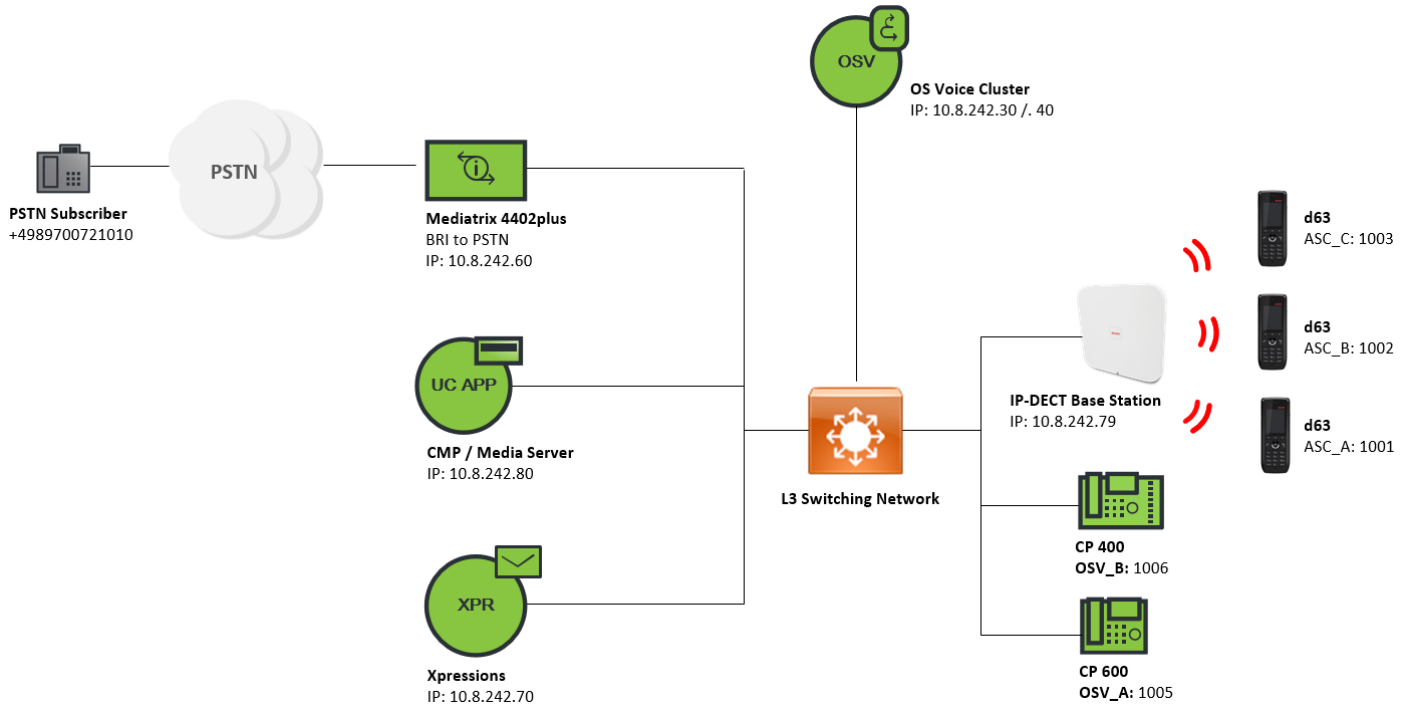 OSV
OS Voice Cluster
IP: 10.8.242.30 /. 40
PSTN
PSTN Subscriber
+4989700721010
Mediatrix 4402plus
BRI to PSTN
IP: 10.8.242.60
d63
ASC_C: 1003
d63
ASC_B: 1002
UC APP
CMP / Media Server
IP: 10.8.242.80
IP-DECT Base Station
IP: 10.8.242.79
d63
ASC_A: 1001
L3 Switching Network
CP 400
OSV_B: 1006
XPR
Xpressions
IP: 10.8.242.70
CP 600
OSV_A: 1005